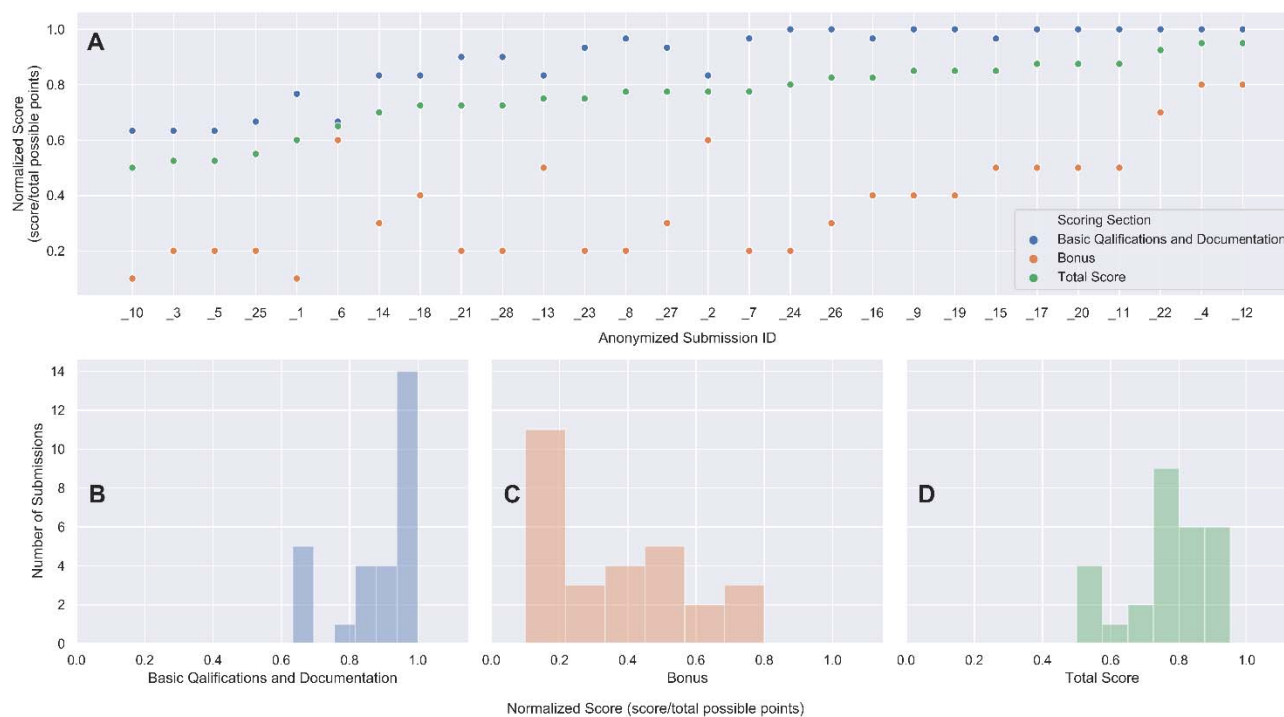 A
1.0
0.8
0.6
0.4
0.2
Normalized Score
(score/total possible points)
Scoring Section
Basic Qalifications and Documentation
Bonus
Total Score
_10 _3 _5 _25 _1 _6 _14 _18 _21 _28 _13 _23 _8 _27 _2 _7 _24 _26 _16 _9 _19 _15 _17 _20 _11 _22 _4 _12
Anonymized Submission ID
14
12
10
8
6
4
2
0
Number of Submissions
B
0.0 0.2 0.4 0.6 0.8 1.0
Basic Qalifications and Documentation
C
0.0 0.2 0.4 0.6 0.8 1.0
Bonus
D
0.0 0.2 0.4 0.6 0.8 1.0
Total Score
Normalized Score (score/total possible points)